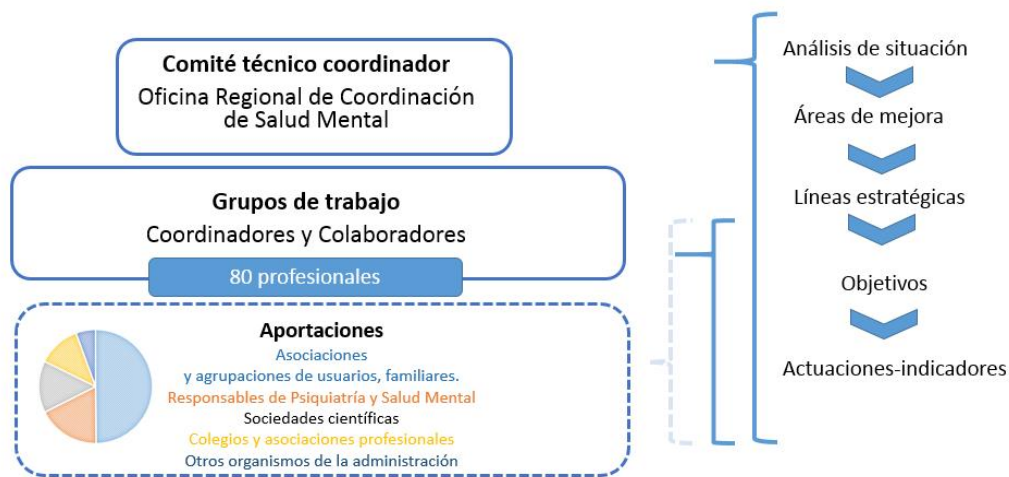 Comité técnico coordinador
Oficina Regional de Coordinación
de Salud Mental
Grupos de trabajo
Coordinadores y Colaboradores
80 profesionales
Aportaciones
Asociaciones
y agrupaciones de usuarios, familiares.
Responsables de Psiquiatría y Salud Mental
Sociedades científicas
Colegios y asociaciones profesionales
Otros organismos de la administración
Análisis de situación
Áreas de mejora
Líneas estratégicas
Objetivos
Actuaciones-indicadores